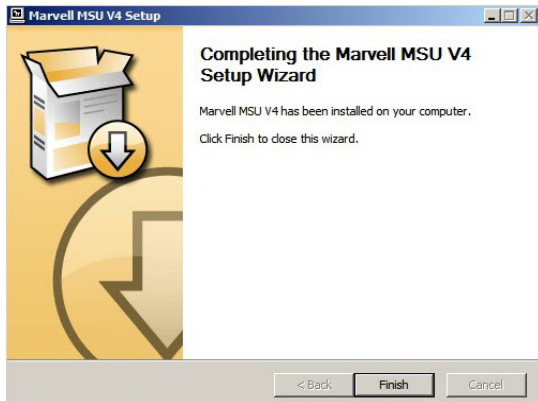 Marvell MSU V4 Setup
Completing the Marvell MSU V4
Setup Wizard
Marvell MSU V4 has been installed on your computer.
Click Finish to close this wizard.
< Back
Finish
Cancel